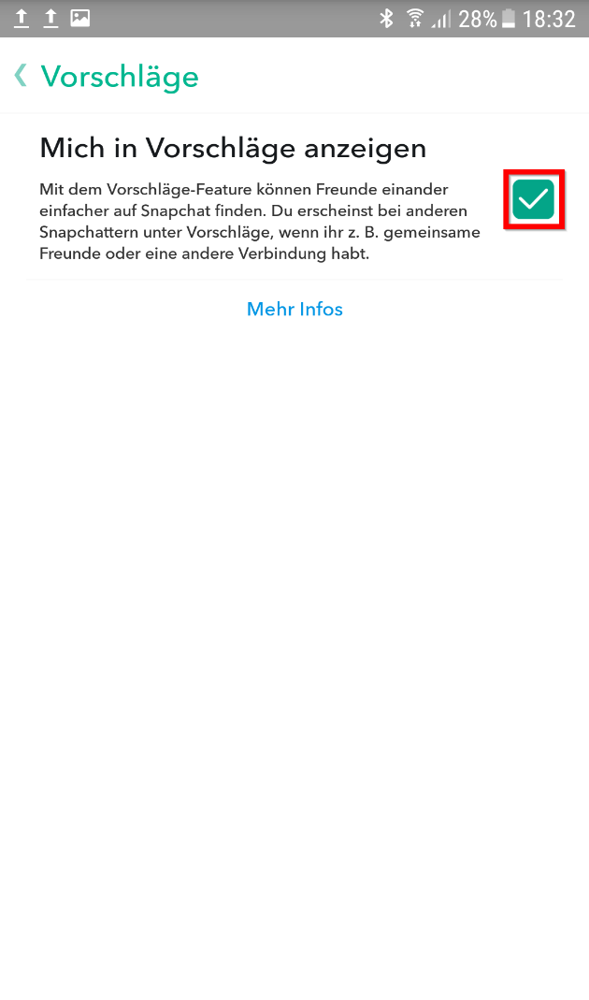 28% 18:32
Vorschläge
Mich in Vorschläge anzeigen
Mit dem Vorschläge-Feature können Freunde einander
einfacher auf Snapchat finden. Du erscheinst bei anderen
Snapchattern unter Vorschläge, wenn ihr z. B. gemeinsame
Freunde oder eine andere Verbindung habt.
Mehr Infos